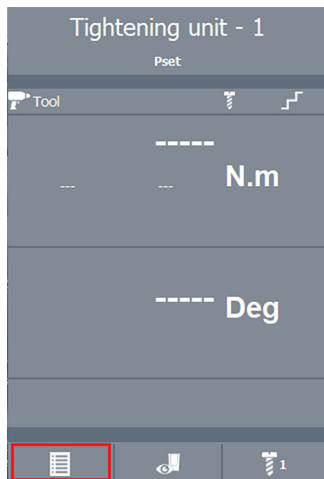 Tightening unit - 1
Pset
Tool
-----
--- --- N.m
----- Deg
1